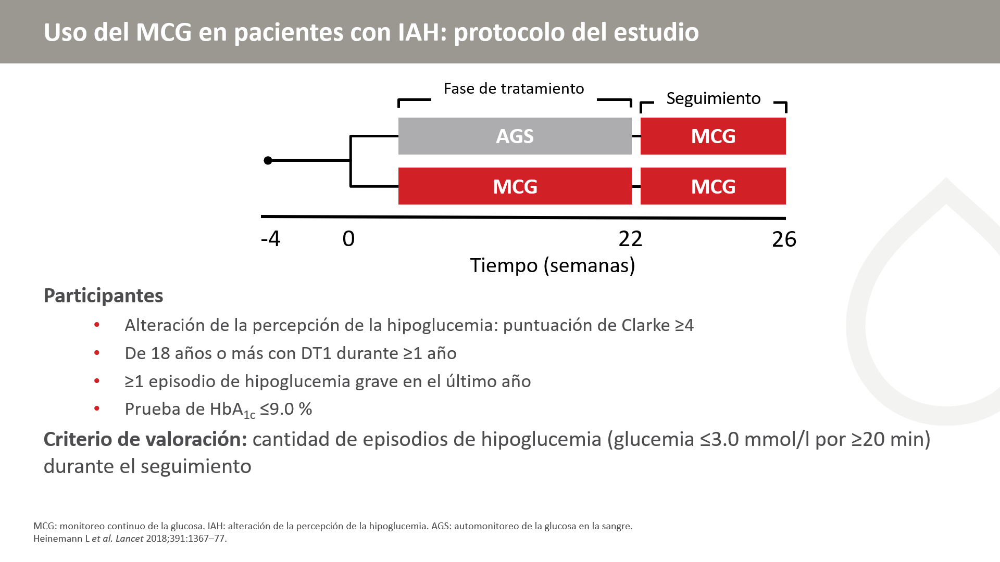 Uso del MCG en pacientes con IAH: protocolo del estudio
Fase de tratamiento
Seguimiento
AGS
MCG
MCG
MCG
-4
0
22
26
Tiempo (semanas)
Participantes
• Alteración de la percepción de la hipoglucemia: puntuación de Clarke ≥4
• De 18 años o más con DT1 durante ≥1 año
• ≥1 episodio de hipoglucemia grave en el último año
• Prueba de HbA1c ≤9.0 %
Criterio de valoración: cantidad de episodios de hipoglucemia (glucemia ≤3.0 mmol/l por ≥20 min)
durante el seguimiento
MCG: monitoreo continuo de la glucosa. IAH: alteración de la percepción de la hipoglucemia. AGS: automonitoreo de la glucosa en la sangre.
Heinemann L et al. Lancet 2018;391:1367–77.